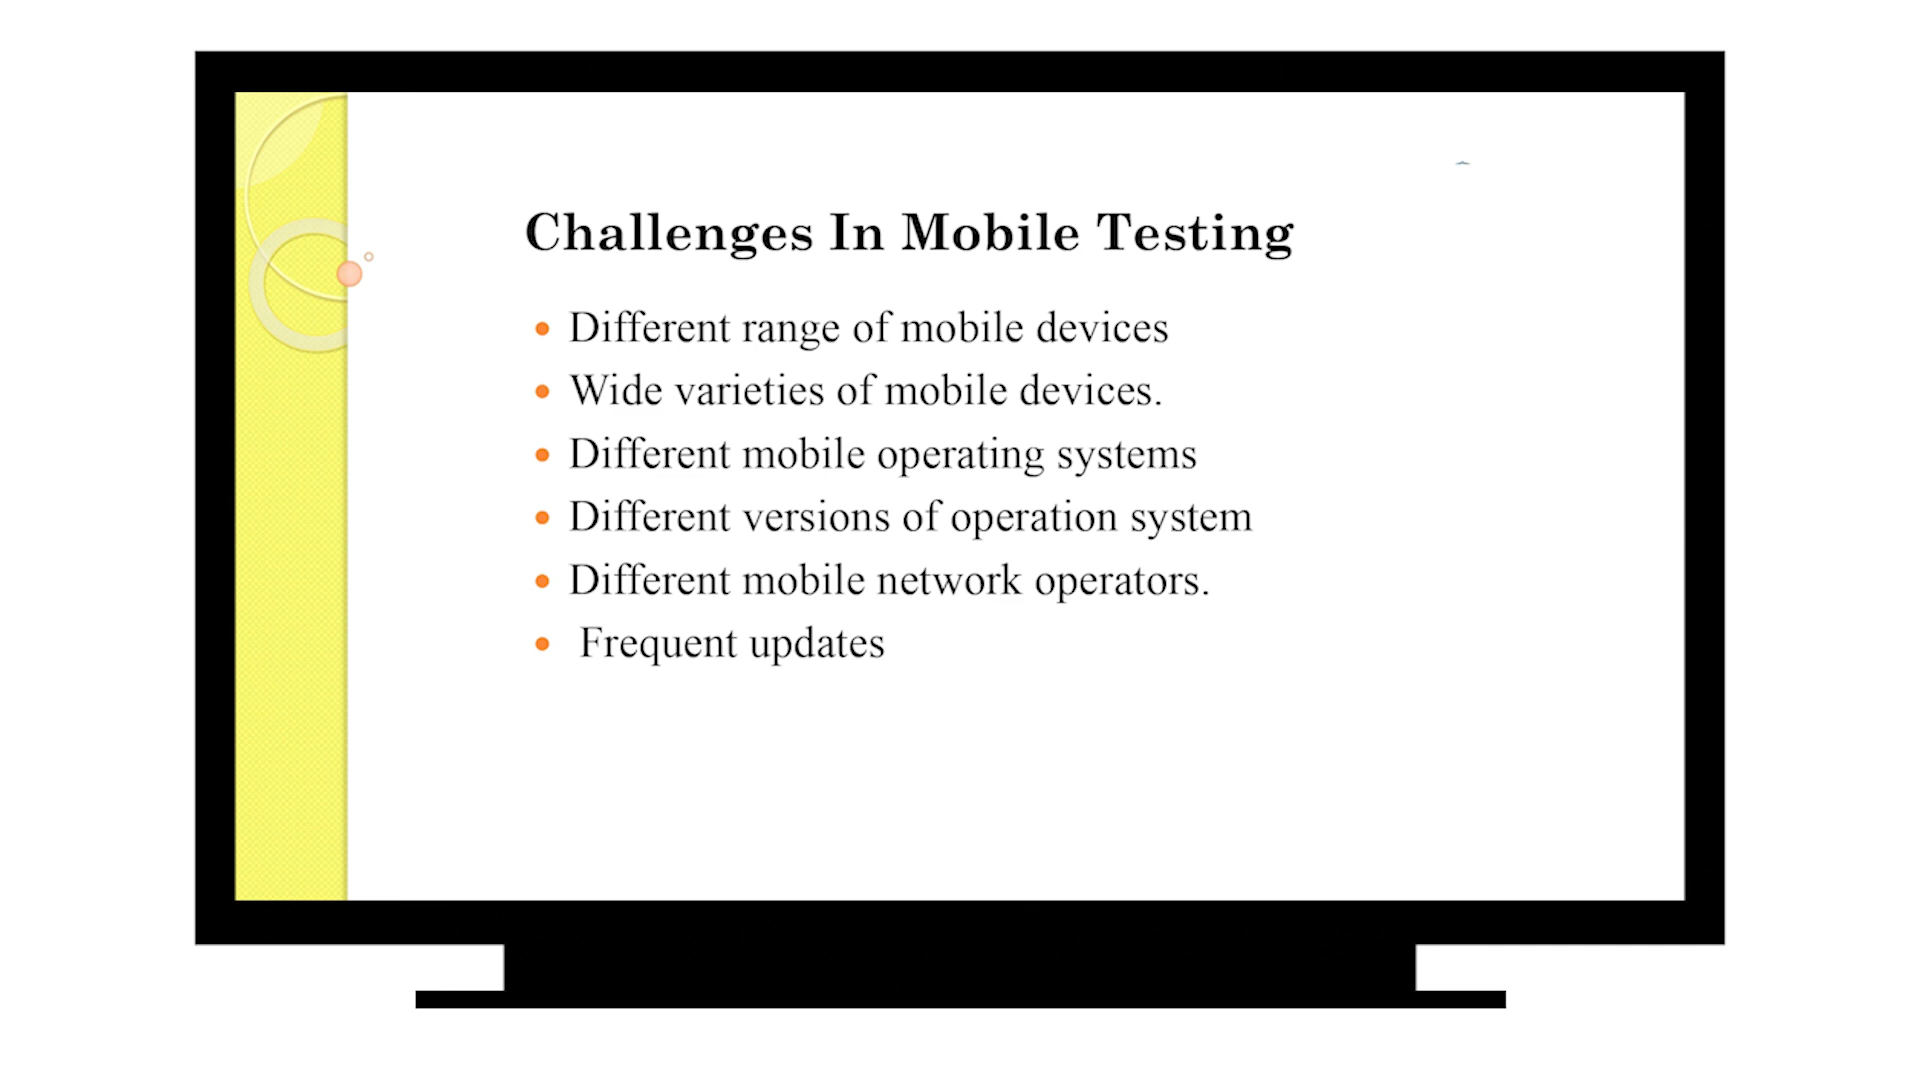 Challenges In Mobile Testing
• Different range of mobile devices
• Wide varieties of mobile devices.
• Different mobile operating systems
• Different versions of operation system
• Different mobile network operators.
• Frequent updates